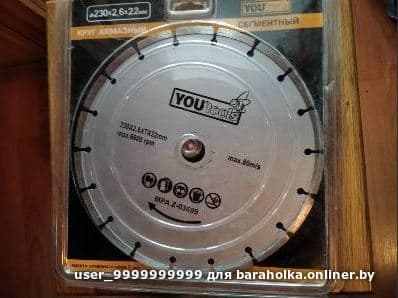 ⌀230×2,6×22мм
КРУГ АЛМАЗНЫЙ
YOU
СЕГМЕНТНЫЙ
YOUtools
230X2.6X7X22mm
max.6600 rpm
max.80m/s
MPA Z-03695
user_9999999999 для baraholka.onliner.by